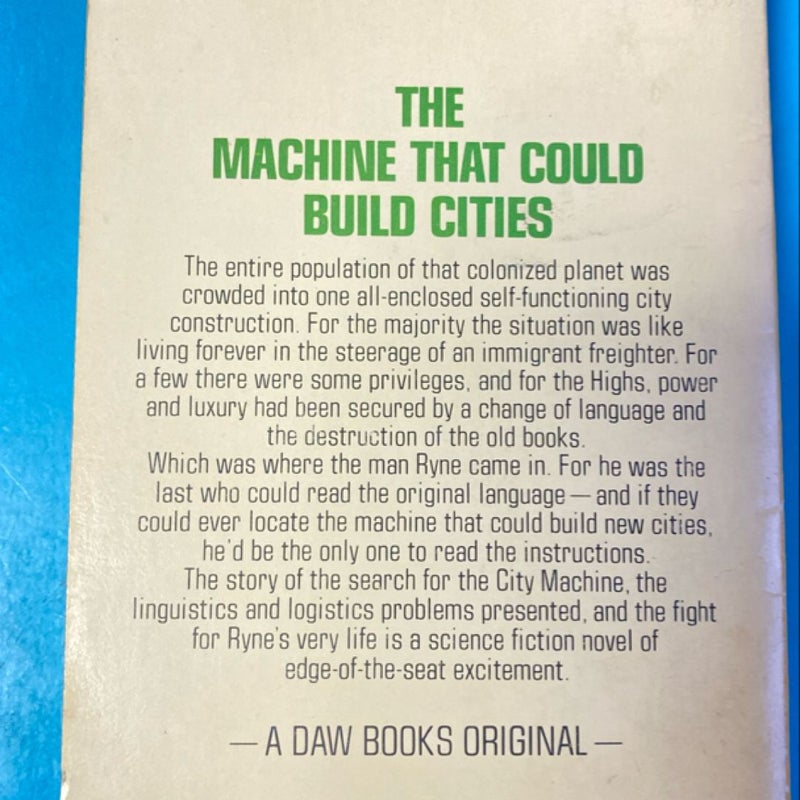 THE
MACHINE THAT COULD
BUILD CITIES
The entire population of that colonized planet was
crowded into one all-enclosed self-functioning city
construction. For the majority the situation was like
living forever in the steerage of an immigrant freighter. For
a few there were some privileges, and for the Highs, power
and luxury had been secured by a change of language and
the destruction of the old books.
Which was where the man Ryne came in. For he was the
last who could read the original language — and if they
could ever locate the machine that could build new cities,
he'd be the only one to read the instructions.
The story of the search for the City Machine, the
linguistics and logistics problems presented, and the fight
for Ryne's very life is a science fiction novel of
edge-of-the-seat excitement.
— A DAW BOOKS ORIGINAL —